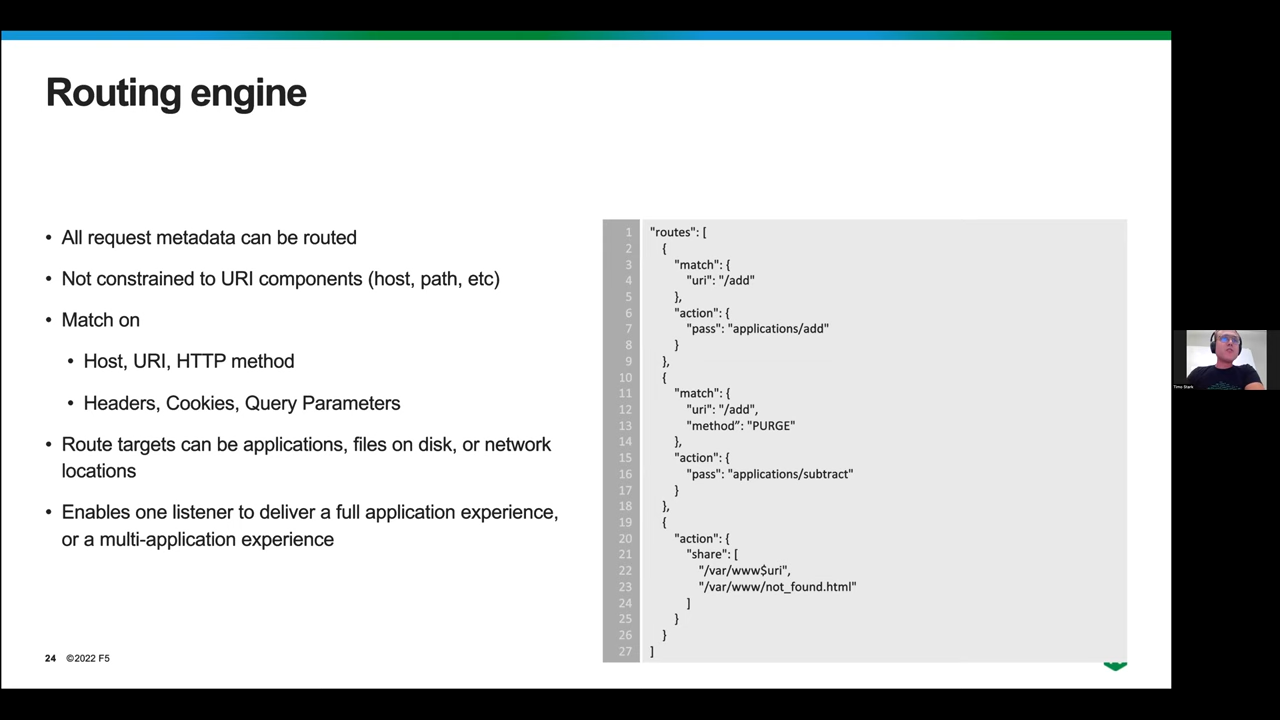 Routing engine
• All request metadata can be routed
• Not constrained to URI components (host, path, etc)
• Match on
• Host, URI, HTTP method
• Headers, Cookies, Query Parameters
• Route targets can be applications, files on disk, or network
locations
• Enables one listener to deliver a full application experience,
or a multi-application experience
1 "routes": [
2 {
3 "match": {
4 "uri": "/add"
5 },
6 "action": {
7 "pass": "applications/add"
8 }
9 },
10 {
11 "match": {
12 "uri": "/add",
13 "method”: "PURGE"
14 },
15 "action": {
16 "pass": "applications/subtract"
17 }
18 },
19 {
20 "action": {
21 "share": [
22 "/var/www$uri",
23 "/var/www/not_found.html"
24 ]
25 }
26 }
27 ]
24 ©2022 F5
Timo Stark